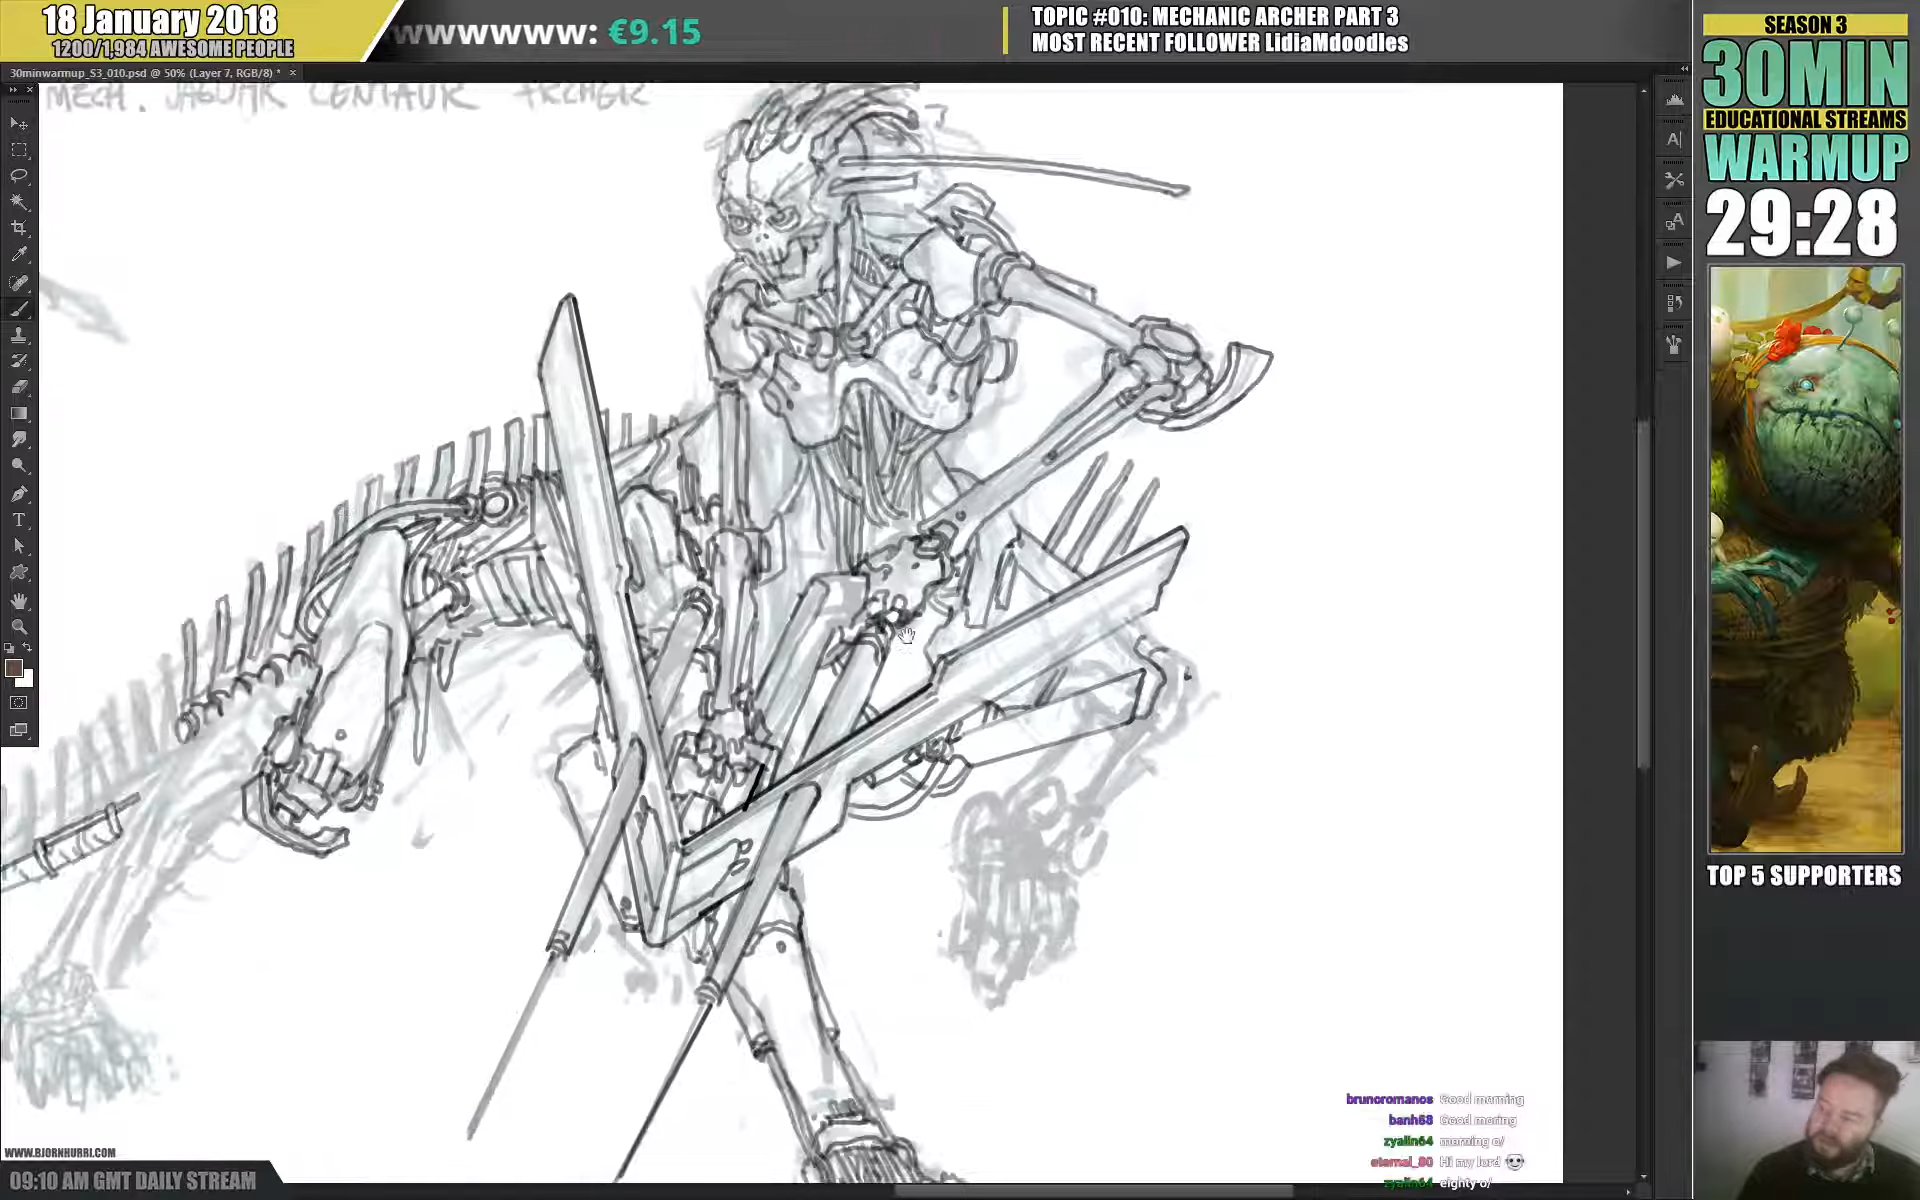 18 January 2018
1200/1,984 AWESOME PEOPLE
wwwwwww: €9.15
TOPIC #010: MECHANIC ARCHER PART 3
MOST RECENT FOLLOWER LidiaMdoodles
30minwarmup_S3_010.psd @ 50% (Layer 7, RGB/8) *
MECH. JAGUAR CENTAUR ARCHER
SEASON 3
30MIN
EDUCATIONAL STREAMS
WARMUP
29:28
TOP 5 SUPPORTERS
brunoromanos Good morning
banh68 Good moring
zyalin64 morning o/
eternal_80 Hi my lord
zyalin64 eighty o/
WWW.BJORNHURRI.COM
09:10 AM GMT DAILY STREAM